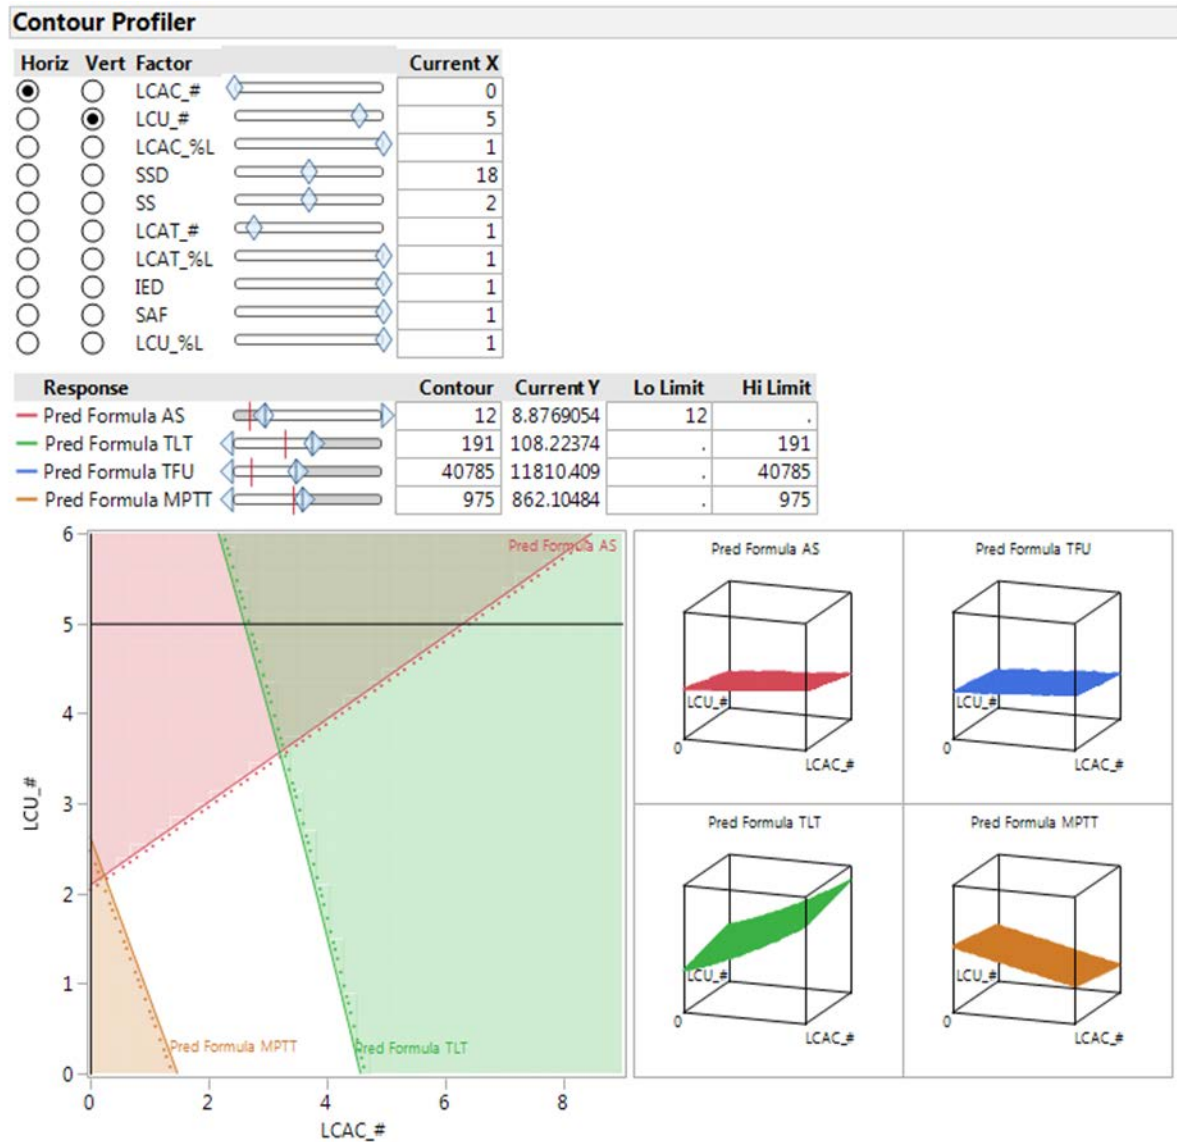 Contour Profiler
Horiz Vert Factor Current X
LCAC_# 0
LCU_# 5
LCAC_%L 1
SSD 18
SS 2
LCAT_# 1
LCAT_%L 1
IED 1
SAF 1
LCU_%L 1
Response Contour Current Y Lo Limit Hi Limit
Pred Formula AS 12 8.8769054 12 .
Pred Formula TLT 191 108.22374 . 191
Pred Formula TFU 40785 11810.409 . 40785
Pred Formula MPTT 975 862.10484 . 975
6
5
4
3
2
1
0
LCU_#
Pred Formula AS
Pred Formula MPTT
Pred Formula TLT
0 2 4 6 8
LCAC_#
Pred Formula AS
LCU_#
0
LCAC_#
Pred Formula TFU
LCU_#
0
LCAC_#
Pred Formula TLT
LCU_#
0
LCAC_#
Pred Formula MPTT
LCU_#
0
LCAC_#